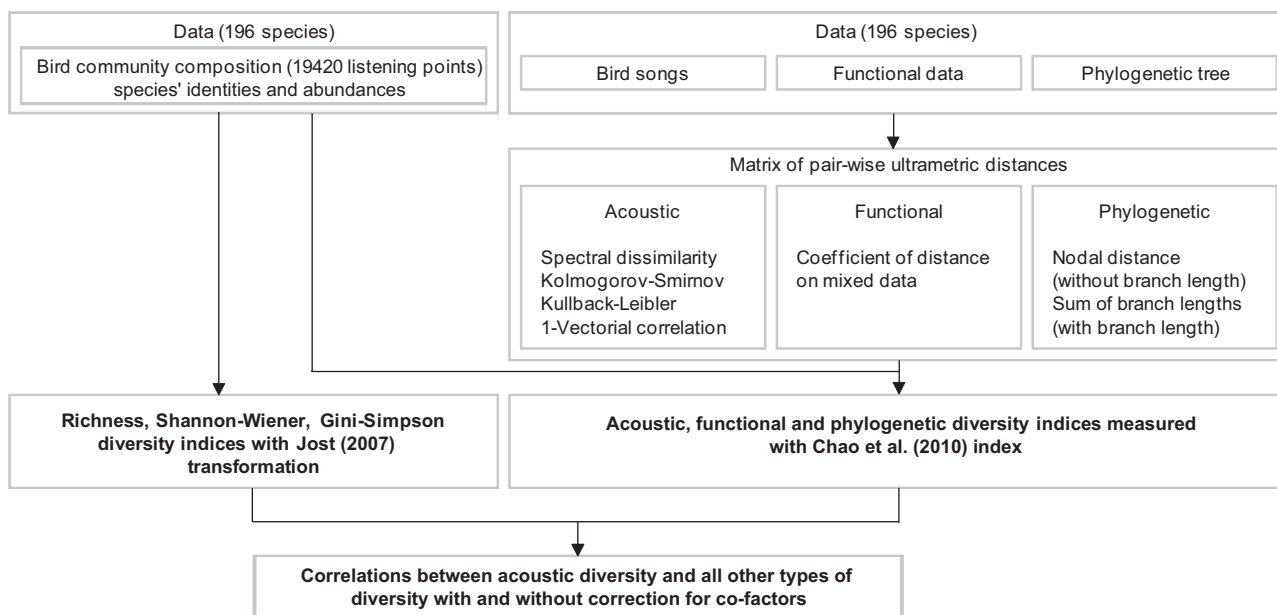 Data (196 species)
Bird community composition (19420 listening points)
species' identities and abundances
Data (196 species)
Bird songs
Functional data
Phylogenetic tree
Matrix of pair-wise ultrametric distances
Acoustic
Spectral dissimilarity
Kolmogorov-Smirnov
Kullback-Leibler
1-Vectorial correlation
Functional
Coefficient of distance
on mixed data
Phylogenetic
Nodal distance
(without branch length)
Sum of branch lengths
(with branch length)
Richness, Shannon-Wiener, Gini-Simpson
diversity indices with Jost (2007)
transformation
Acoustic, functional and phylogenetic diversity indices measured
with Chao et al. (2010) index
Correlations between acoustic diversity and all other types of
diversity with and without correction for co-factors